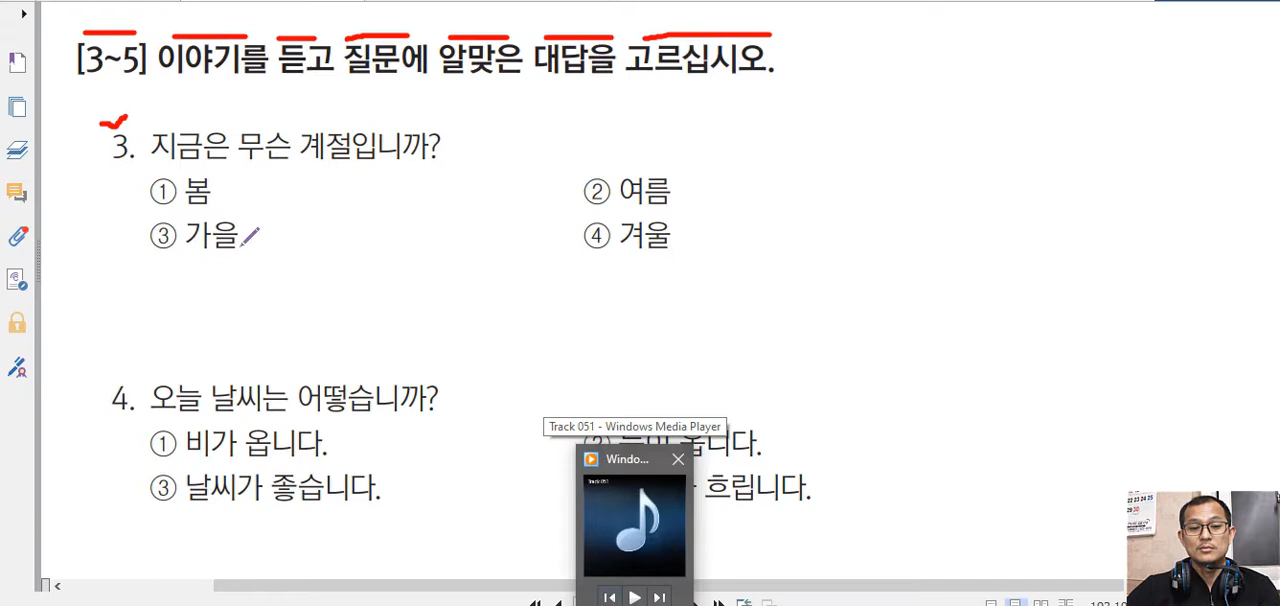 [3~5] 이야기를 듣고 질문에 알맞은 대답을 고르십시오.
3. 지금은 무슨 계절입니까?
① 봄 ② 여름
③ 가을 ④ 겨울
4. 오늘 날씨는 어떻습니까?
Track 051 - Windows Media Player
① 비가 옵니다. 옵니다.
Windo...
Track 051
③ 날씨가 좋습니다. 흐립니다.